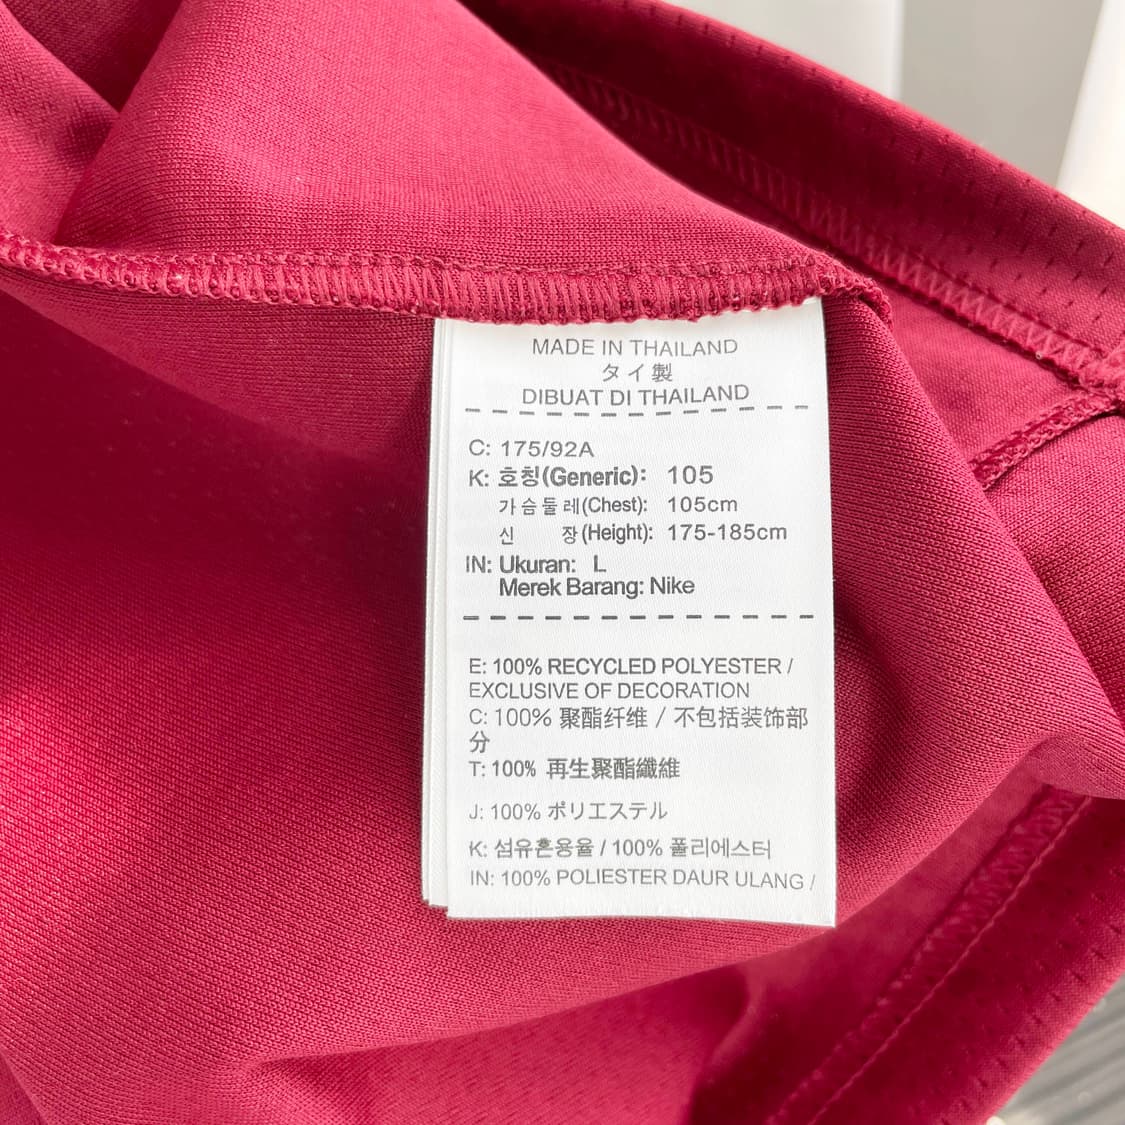 MADE IN THAILAND
タイ製
DIBUAT DI THAILAND
C: 175/92A
K: 호칭(Generic): 105
가슴둘레(Chest): 105cm
신 장(Height): 175-185cm
IN: Ukuran: L
Merek Barang: Nike
E: 100% RECYCLED POLYESTER /
EXCLUSIVE OF DECORATION
C: 100% 聚酯纤维 / 不包括装饰部
分
T: 100% 再生聚酯纖維
J: 100% ポリエステル
K: 섬유혼용율 / 100% 폴리에스터
IN: 100% POLIESTER DAUR ULANG /